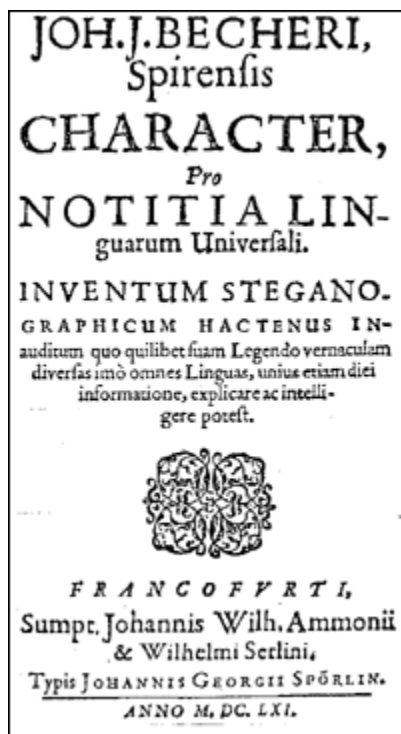 JOH.J.BECHERI,
Spirenſis
CHARACTER,
Pro
NOTITIA LIN-
guarum Univerſali.
INVENTUM STEGANO-
GRAPHICUM HACTENUS IN-
auditum quo quilibet ſuam Legendo vernaculam
diverſas imò omnes Linguas, unius etiam diei
informatione, explicare ac intelli-
gere poteſt.
FRANCOFVRTI,
Sumpt. Johannis Wilh. Ammonii
& Wilhelmi Serlini,
Typis JOHANNIS GEORGII SPÖRLIN.
ANNO M, DC. LXI.